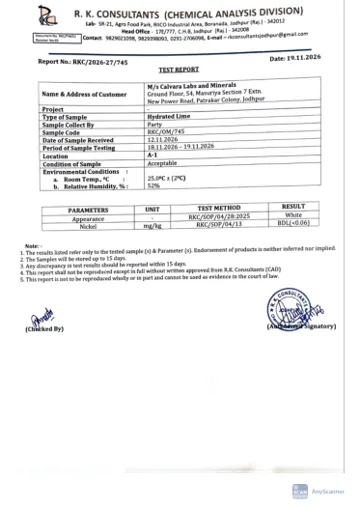 R. K. CONSULTANTS (CHEMICAL ANALYSIS DIVISION)
Lab- SR-21, Agro Food Park, RIICO Industrial Area, Boranada, Jodhpur (Raj.) - 342012
Head Office - 178/777, C.H.B, Jodhpur (Raj.) - 342008
Contact: 9829023098, 9829398093, 0291-2706098, E-mail - rkconsultantsjodhpur@gmail.com
Date: 19.11.2026
Report No.: RKC/2026-27/745
TEST REPORT
Name & Address of Customer
M/s Calvara Labs and Minerals
Ground Floor, 54, Masuriya Section 7 Extn.
New Power Road, Patrakar Colony, Jodhpur
Project -
Type of Sample Hydrated Lime
Sample Collect By Party
Sample Code RKC/OM/745
Date of Sample Received 12.11.2026
Period of Sample Testing 18.11.2026 – 19.11.2026
Location A-1
Condition of Sample Acceptable
Environmental Conditions :
a. Room Temp., °C : 25.0°C ± (2°C)
b. Relative Humidity, % : 52%
PARAMETERS UNIT TEST METHOD RESULT
Appearance - RKC/SOP/04/28:2025 White
Nickel mg/kg RKC/SOP/04/13 BDL(<0.06)
Note: -
1. The results listed refer only to the tested sample (s) & Parameter (s). Endorsement of products is neither inferred nor implied.
2. The Samples will be stored up to 15 days.
3. Any discrepancy in test results should be reported within 15 days.
4. This report shall not be reproduced except in full without written approved from R.K. Consultants (CAD)
5. This report is not to be reproduced wholly or in part and cannot be used as evidence in the court of law.
(Checked By)
(Authorised Signatory)
SCAN
AnyScanner